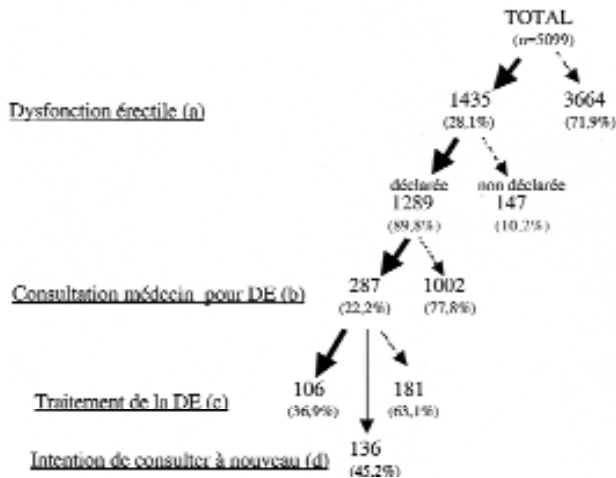 TOTAL
(n=5099)
Dysfonction érectile (a)
1435 3664
(28,1%) (71,9%)
déclarée non déclarée
1289 147
(89,8%) (10,2%)
Consultation médecin pour DE (b)
287 1002
(22,2%) (77,8%)
Traitement de la DE (c)
106 181
(36,9%) (63,1%)
Intention de consulter à nouveau (d)
136
(45,2%)